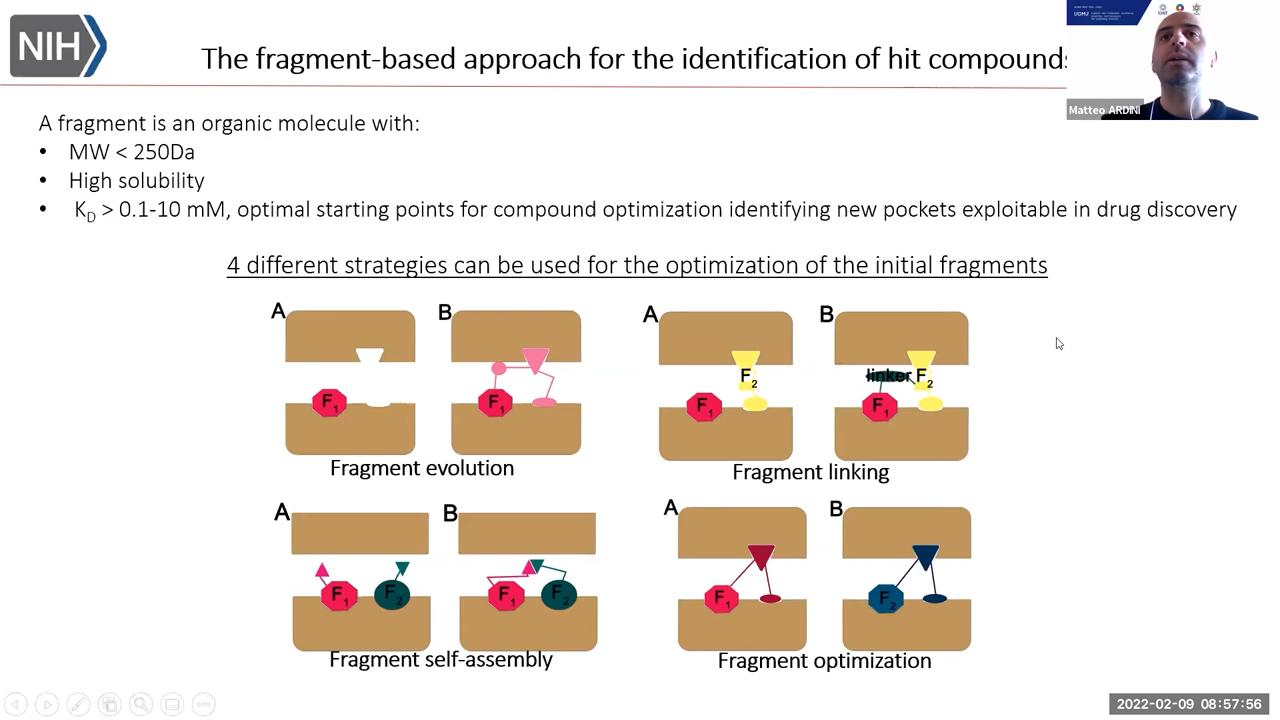 NIH
The fragment-based approach for the identification of hit compounds
UDMJ
Matteo ARDINI
A fragment is an organic molecule with:
• MW < 250Da
• High solubility
• KD > 0.1-10 mM, optimal starting points for compound optimization identifying new pockets exploitable in drug discovery
4 different strategies can be used for the optimization of the initial fragments
A
B
F1
F1
Fragment evolution
A
B
F2
F1
linker F2
F1
Fragment linking
A
B
F1
F2
F1
F2
Fragment self-assembly
A
B
F1
F2
Fragment optimization
2022-02-09 08:57:56